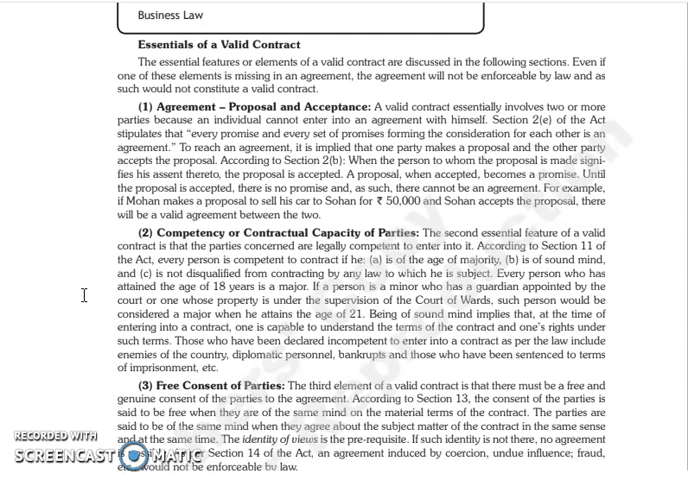 Business Law
Essentials of a Valid Contract
The essential features or elements of a valid contract are discussed in the following sections. Even if
one of these elements is missing in an agreement, the agreement will not be enforceable by law and as
such would not constitute a valid contract.
(1) Agreement – Proposal and Acceptance: A valid contract essentially involves two or more
parties because an individual cannot enter into an agreement with himself. Section 2(e) of the Act
stipulates that “every promise and every set of promises forming the consideration for each other is an
agreement.” To reach an agreement, it is implied that one party makes a proposal and the other party
accepts the proposal. According to Section 2(b): When the person to whom the proposal is made signi-
fies his assent thereto, the proposal is accepted. A proposal, when accepted, becomes a promise. Until
the proposal is accepted, there is no promise and, as such, there cannot be an agreement. For example,
if Mohan makes a proposal to sell his car to Sohan for ₹ 50,000 and Sohan accepts the proposal, there
will be a valid agreement between the two.
(2) Competency or Contractual Capacity of Parties: The second essential feature of a valid
contract is that the parties concerned are legally competent to enter into it. According to Section 11 of
the Act, every person is competent to contract if he: (a) is of the age of majority, (b) is of sound mind,
and (c) is not disqualified from contracting by any law to which he is subject. Every person who has
attained the age of 18 years is a major. If a person is a minor who has a guardian appointed by the
court or one whose property is under the supervision of the Court of Wards, such person would be
considered a major when he attains the age of 21. Being of sound mind implies that, at the time of
entering into a contract, one is capable to understand the terms of the contract and one's rights under
such terms. Those who have been declared incompetent to enter into a contract as per the law include
enemies of the country, diplomatic personnel, bankrupts and those who have been sentenced to terms
of imprisonment, etc.
(3) Free Consent of Parties: The third element of a valid contract is that there must be a free and
genuine consent of the parties to the agreement. According to Section 13, the consent of the parties is
said to be free when they are of the same mind on the material terms of the contract. The parties are
said to be of the same mind when they agree about the subject matter of the contract in the same sense
and at the same time. The identity of views is the pre-requisite. If such identity is not there, no agreement
Section 14 of the Act, an agreement induced by coercion, undue influence; fraud,
would not be enforceable by law.
RECORDED WITH
SCREENCAST MATIC